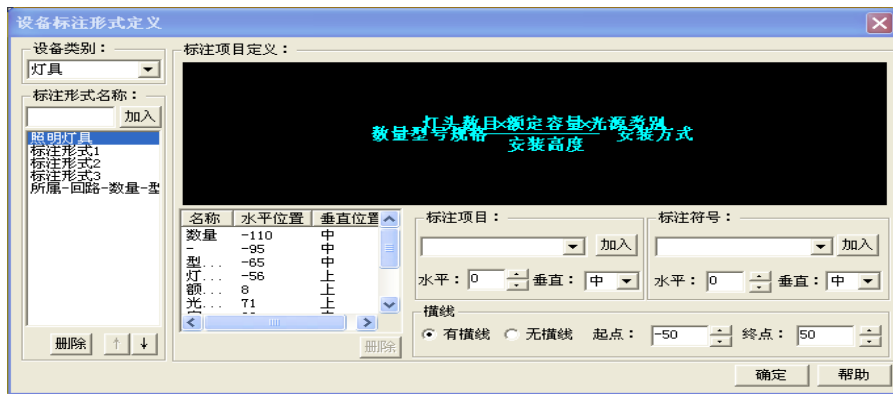 设备标注形式定义
设备类别：
灯具
标注形式名称：
加入
照明灯具
标注形式1
标注形式2
标注形式3
所属-回路-数量-型
删除
标注项目定义：
灯头数目×额定容量×光源类别
数量型号规格 安装方式
安装高度
名称 水平位置 垂直位置
数量 -110 中
- -95 中
型... -65 中
灯... -56 上
额... 8 上
光... 71 上
删除
标注项目：
加入
水平： 0 垂直： 中
标注符号：
加入
水平： 0 垂直： 中
横线
有横线 无横线 起点： -50 终点： 50
确定 帮助